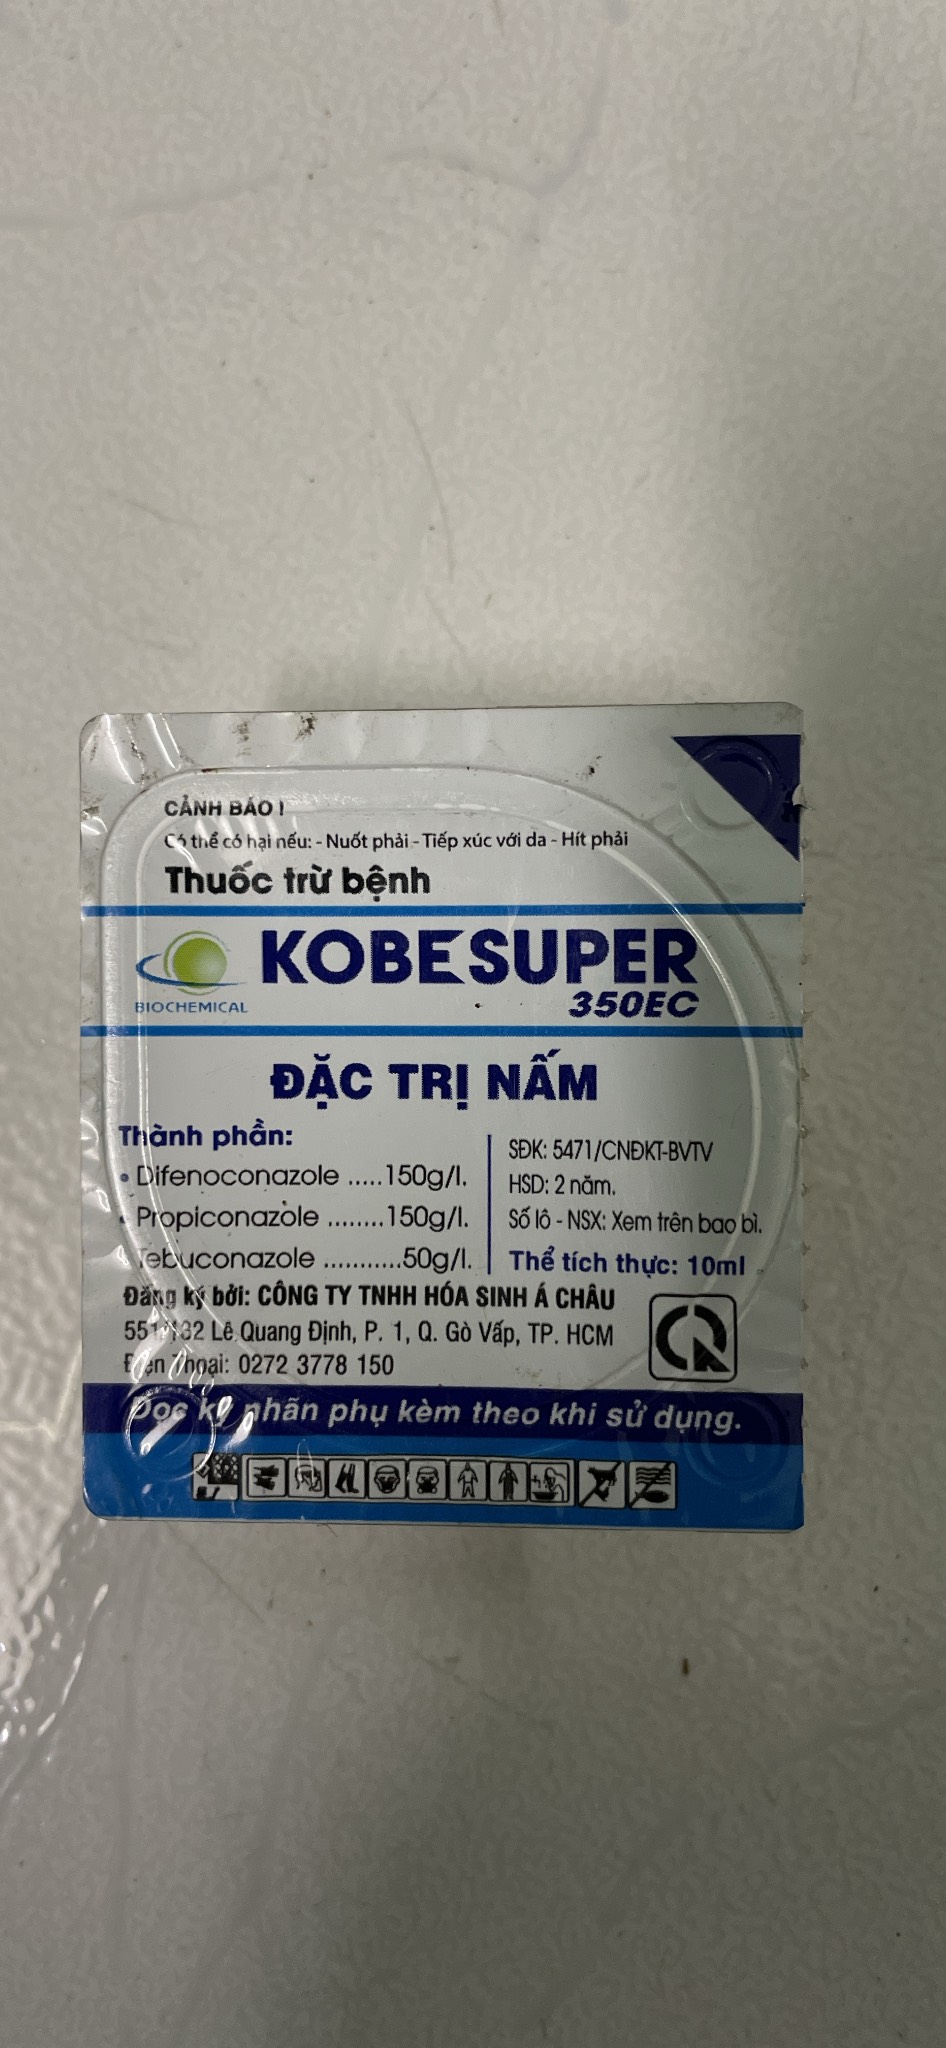 CẢNH BÁO !
Có thể có hại nếu: - Nuốt phải - Tiếp xúc với da - Hít phải
Thuốc trừ bệnh
BIOCHEMICAL
KOBESUPER
350EC
ĐẶC TRỊ NẤM
Thành phần:
• Difenoconazole .....150g/l.
• Propiconazole ........150g/l.
Tebuconazole ...........50g/l.
SĐK: 5471/CNĐKT-BVTV
HSD: 2 năm.
Số lô - NSX: Xem trên bao bì.
Thể tích thực: 10ml
Đăng ký bởi: CÔNG TY TNHH HÓA SINH Á CHÂU
Lê Quang Định, P. 1, Q. Gò Vấp, TP. HCM
Điện Thoại: 0272 3778 150
Đọc kỹ nhãn phụ kèm theo khi sử dụng.